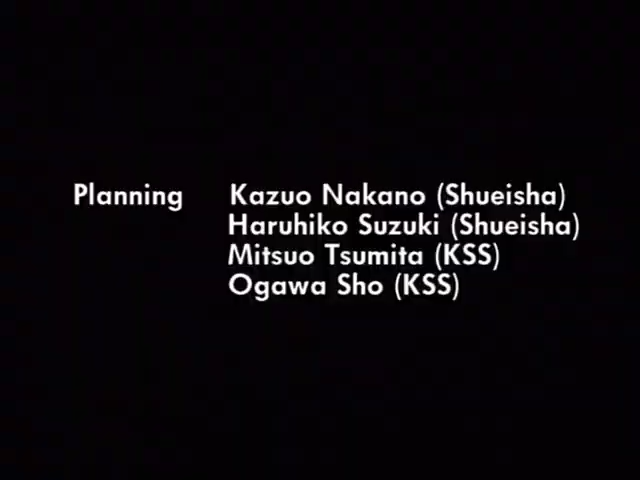 Planning Kazuo Nakano (Shueisha)
Haruhiko Suzuki (Shueisha)
Mitsuo Tsumita (KSS)
Ogawa Sho (KSS)